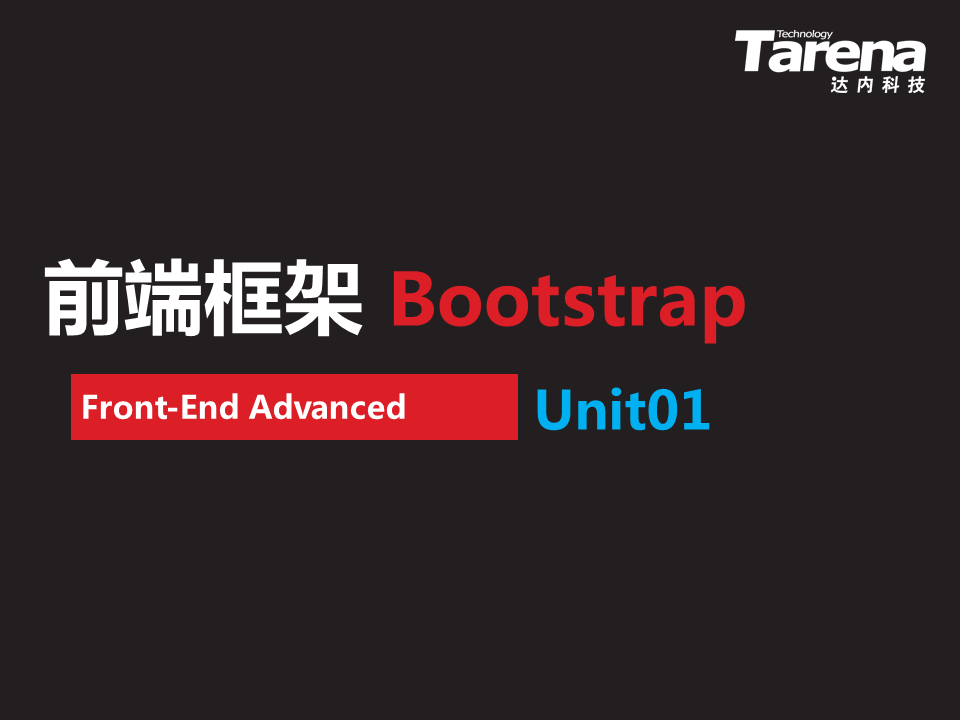 Technology
Tarena
达内科技
前端框架 Bootstrap
Front-End Advanced Unit01